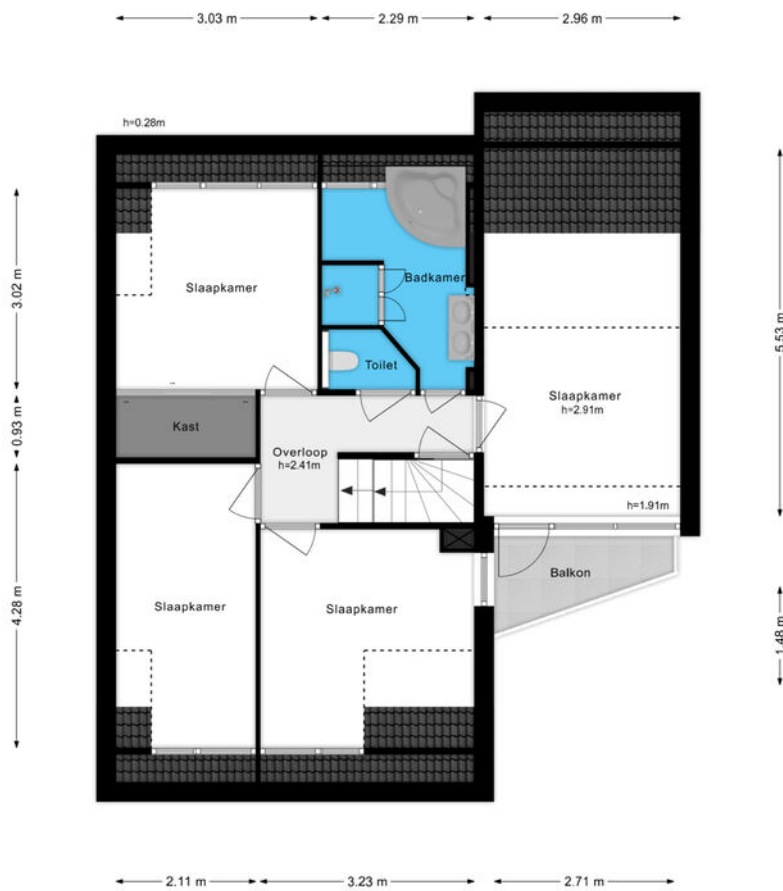 3.03 m
2.29 m
2.96 m
h=0.28m
3.02 m
0.93 m
4.28 m
5.53 m
1.48 m
Slaapkamer
Badkamer
Toilet
Kast
Overloop
h=2.41m
Slaapkamer
h=2.91m
h=1.91m
Balkon
Slaapkamer
Slaapkamer
2.11 m
3.23 m
2.71 m